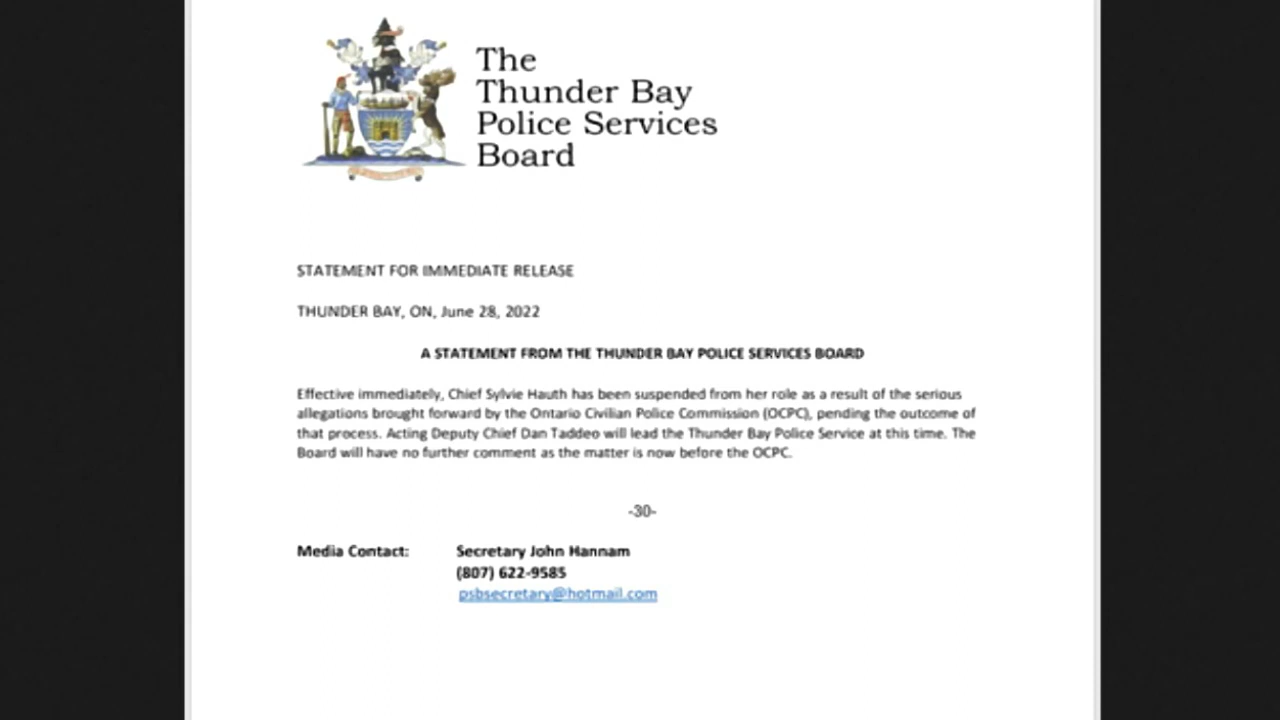 The
Thunder Bay
Police Services
Board
STATEMENT FOR IMMEDIATE RELEASE
THUNDER BAY, ON, June 28, 2022
A STATEMENT FROM THE THUNDER BAY POLICE SERVICES BOARD
Effective immediately, Chief Sylvie Hauth has been suspended from her role as a result of the serious
allegations brought forward by the Ontario Civilian Police Commission (OCPC), pending the outcome of
that process. Acting Deputy Chief Dan Taddeo will lead the Thunder Bay Police Service at this time. The
Board will have no further comment as the matter is now before the OCPC.
-30-
Media Contact: Secretary John Hannam
(807) 622-9585
psbsecretary@hotmail.com